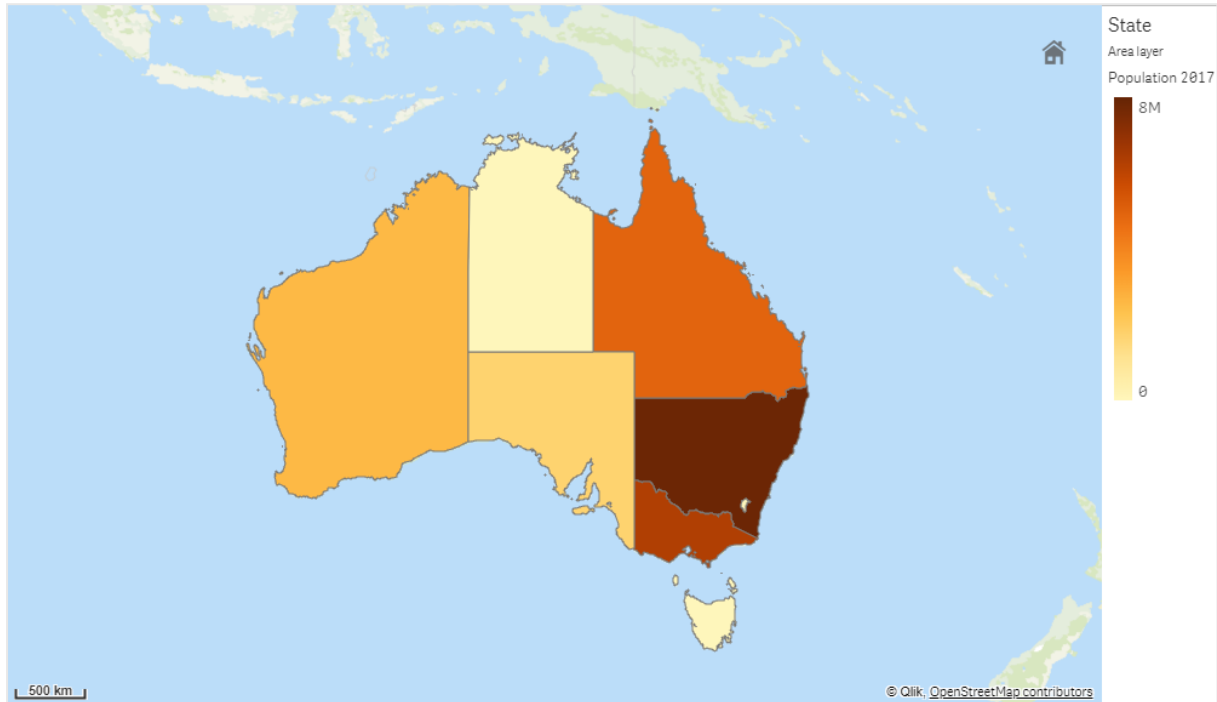 State
Area layer
Population 2017
8M
0
500 km
© Qlik, OpenStreetMap contributors